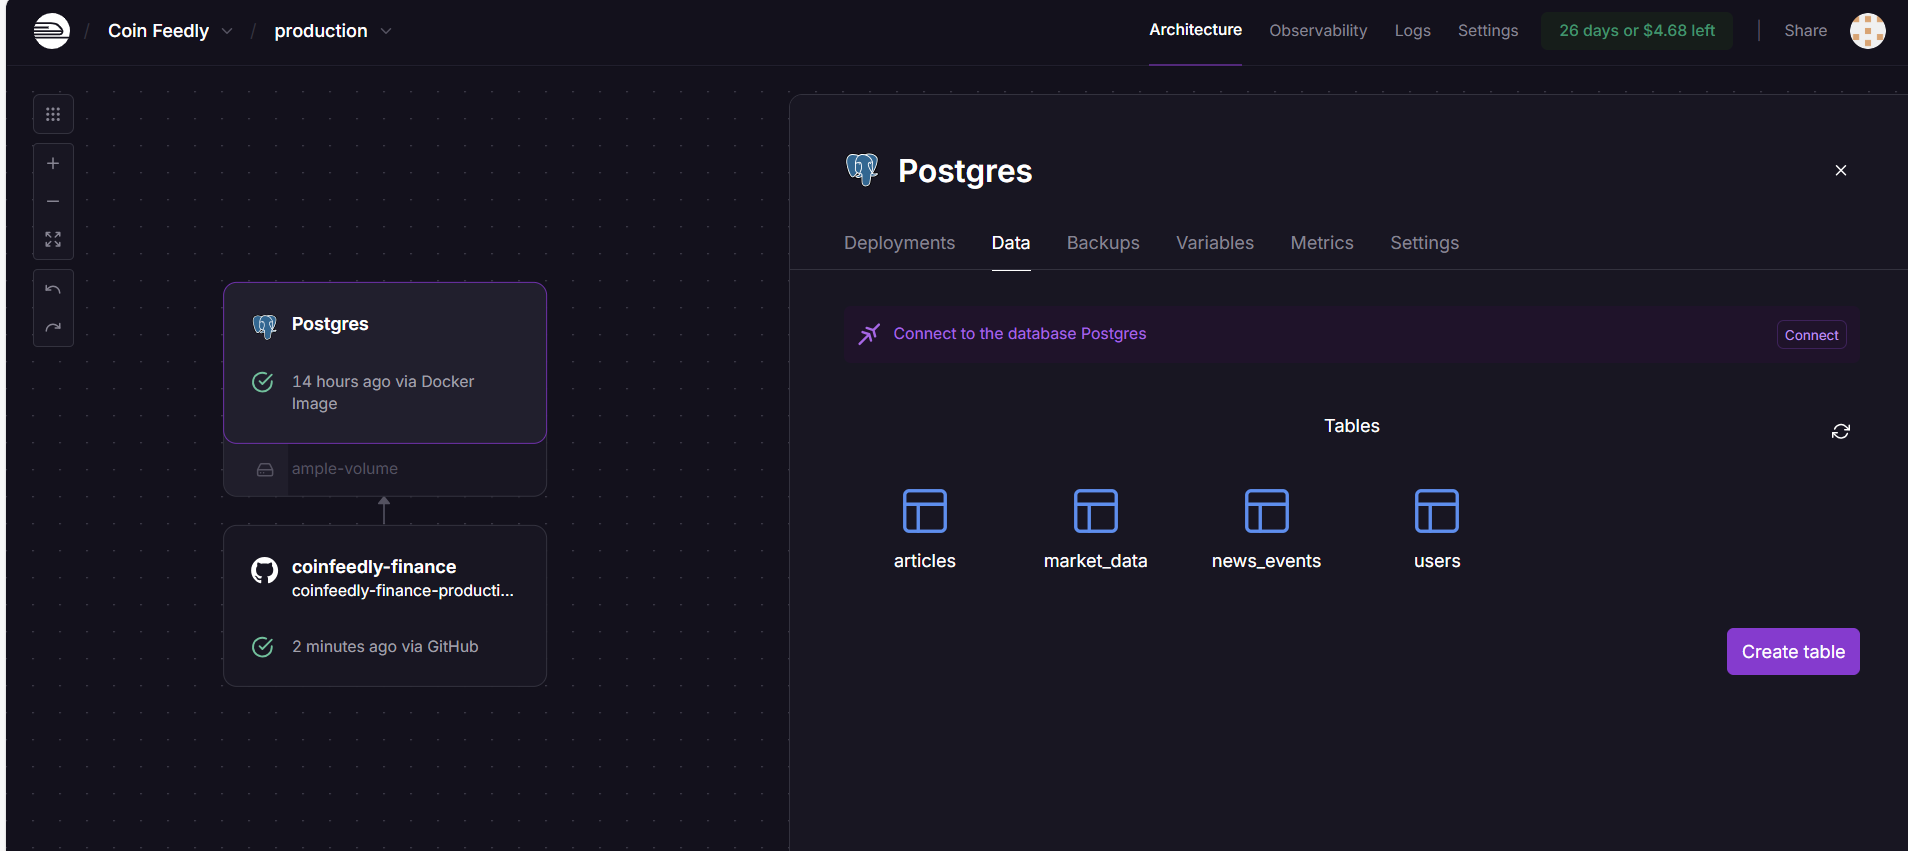 / Coin Feedly / production
Architecture Observability Logs Settings 26 days or $4.68 left Share
Postgres
Deployments Data Backups Variables Metrics Settings
Connect to the database Postgres Connect
Tables
articles market_data news_events users
Create table
Postgres
14 hours ago via Docker
Image
ample-volume
coinfeedly-finance
coinfeedly-finance-producti...
2 minutes ago via GitHub